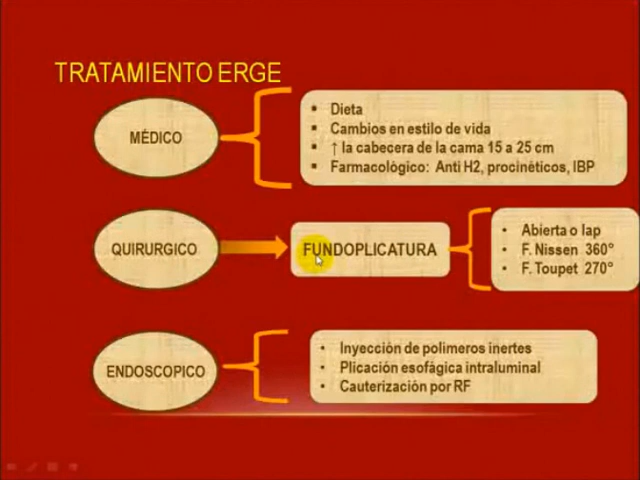 TRATAMIENTO ERGE
MÉDICO
Dieta
Cambios en estilo de vida
↑ la cabecera de la cama 15 a 25 cm
Farmacológico: Anti H2, procinéticos, IBP
QUIRURGICO
FUNDOPLICATURA
Abierta o lap
F. Nissen 360°
F. Toupet 270°
ENDOSCOPICO
Inyección de polimeros inertes
Plicación esofágica intraluminal
Cauterización por RF